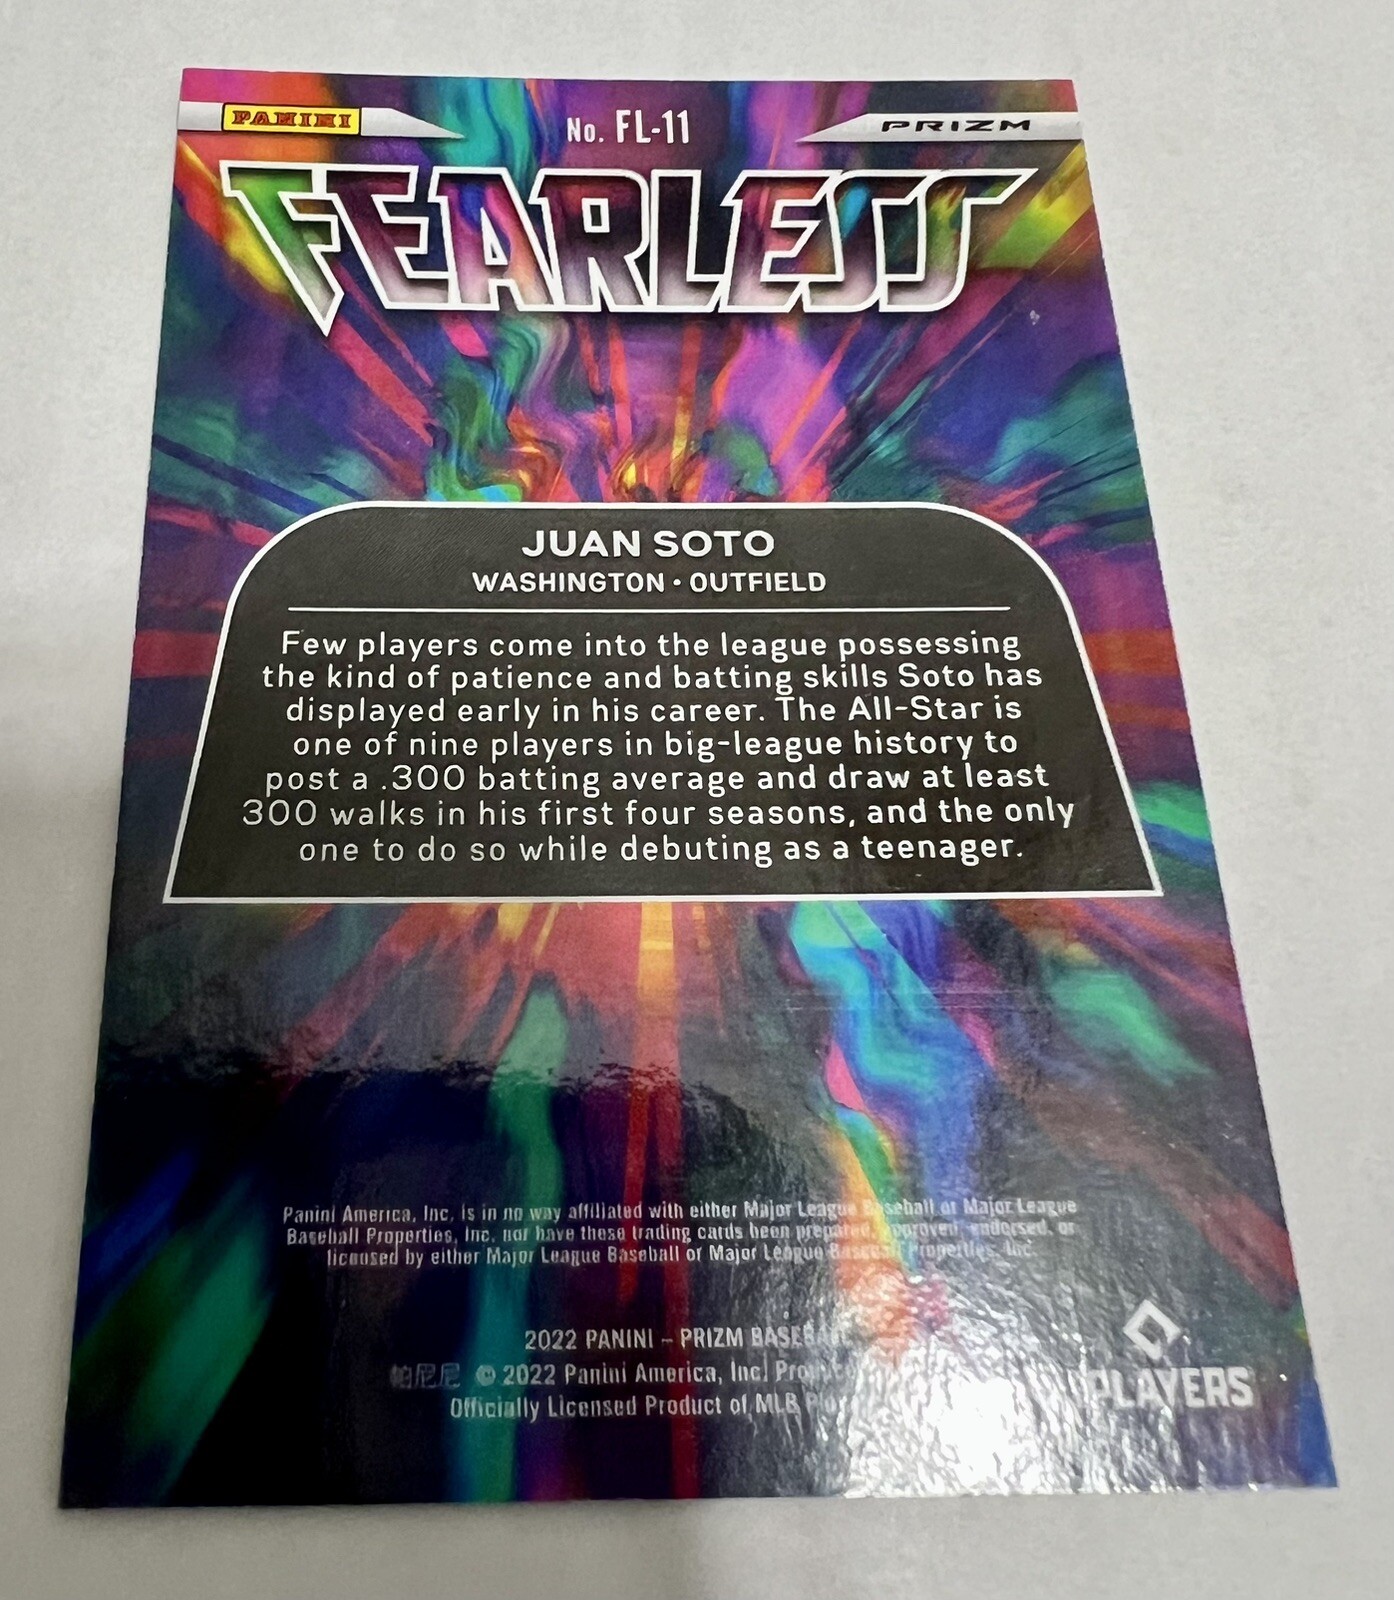 PANINI
No. FL-11
PRIZM
FEARLESS
JUAN SOTO
WASHINGTON • OUTFIELD
Few players come into the league possessing
the kind of patience and batting skills Soto has
displayed early in his career. The All-Star is
one of nine players in big-league history to
post a .300 batting average and draw at least
300 walks in his first four seasons, and the only
one to do so while debuting as a teenager.
Panini America, Inc. is in no way affiliated with either Major League Baseball or Major League
Baseball Properties, Inc. nor have these trading cards been prepared, approved, endorsed, or
licensed by either Major League Baseball or Major League Baseball Properties, Inc.
2022 PANINI – PRIZM BASEBALL
帕尼尼 © 2022 Panini America, Inc.
Officially Licensed Product of MLB
PLAYERS